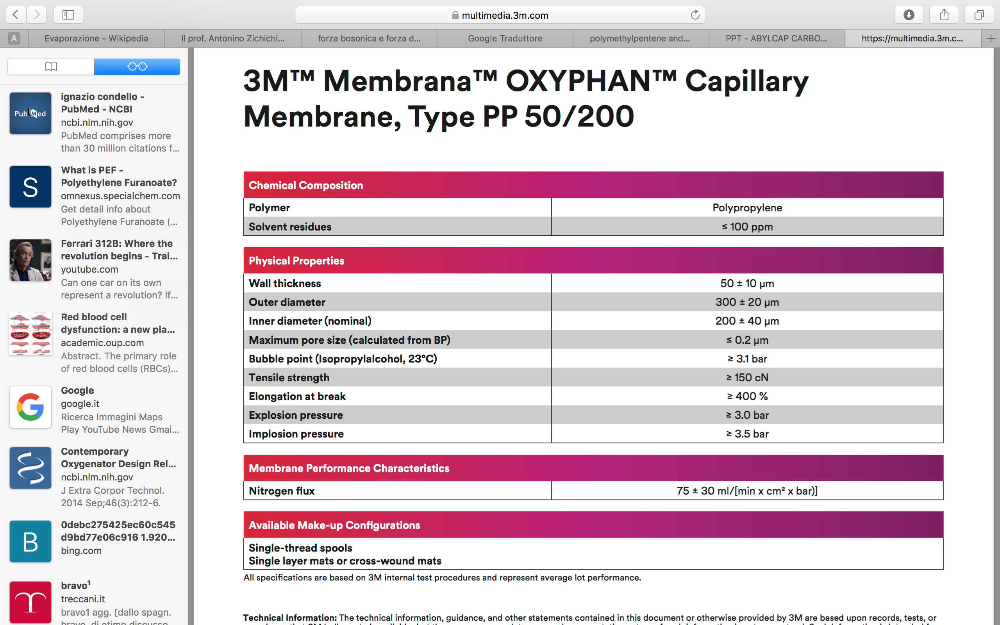 multimedia.3m.com
A
Evaporazione - Wikipedia
Il prof. Antonino Zichichi...
forza bosonica e forza d...
Google Traduttore
polymethylpentene and...
PPT - ABYLCAP CARBO...
https://multimedia.3m.c...
PubMed
ignazio condello -
PubMed - NCBI
ncbi.nlm.nih.gov
PubMed comprises more
than 30 million citations f...
S
What is PEF -
Polyethylene Furanoate?
omnexus.specialchem.com
Get detail info about
Polyethylene Furanoate (...
Ferrari 312B: Where the
revolution begins - Trai...
youtube.com
Can one car on its own
represent a revolution? If...
Red blood cell
dysfunction: a new pla...
academic.oup.com
Abstract. The primary role
of red blood cells (RBCs)...
G
Google
google.it
Ricerca Immagini Maps
Play YouTube News Gmai...
Contemporary
Oxygenator Design Rel...
ncbi.nlm.nih.gov
J Extra Corpor Technol.
2014 Sep;46(3):212-6.
B
0debc275425ec60c545
d9bd77e06c916 1.920...
bing.com
T
bravo¹
treccani.it
bravo1 agg. [dallo spagn.
bravo, di etimo discusso
3M™ Membrana™ OXYPHAN™ Capillary
Membrane, Type PP 50/200
Chemical Composition
Polymer Polypropylene
Solvent residues ≤ 100 ppm
Physical Properties
Wall thickness 50 ± 10 µm
Outer diameter 300 ± 20 µm
Inner diameter (nominal) 200 ± 40 µm
Maximum pore size (calculated from BP) ≤ 0.2 µm
Bubble point (Isopropylalcohol, 23°C) ≥ 3.1 bar
Tensile strength ≥ 150 cN
Elongation at break ≥ 400 %
Explosion pressure ≥ 3.0 bar
Implosion pressure ≥ 3.5 bar
Membrane Performance Characteristics
Nitrogen flux 75 ± 30 ml/[min x cm² x bar)]
Available Make-up Configurations
Single-thread spools
Single layer mats or cross-wound mats
All specifications are based on 3M internal test procedures and represent average lot performance.
Technical Information: The technical information, guidance, and other statements contained in this document or otherwise provided by 3M are based upon records, tests, or